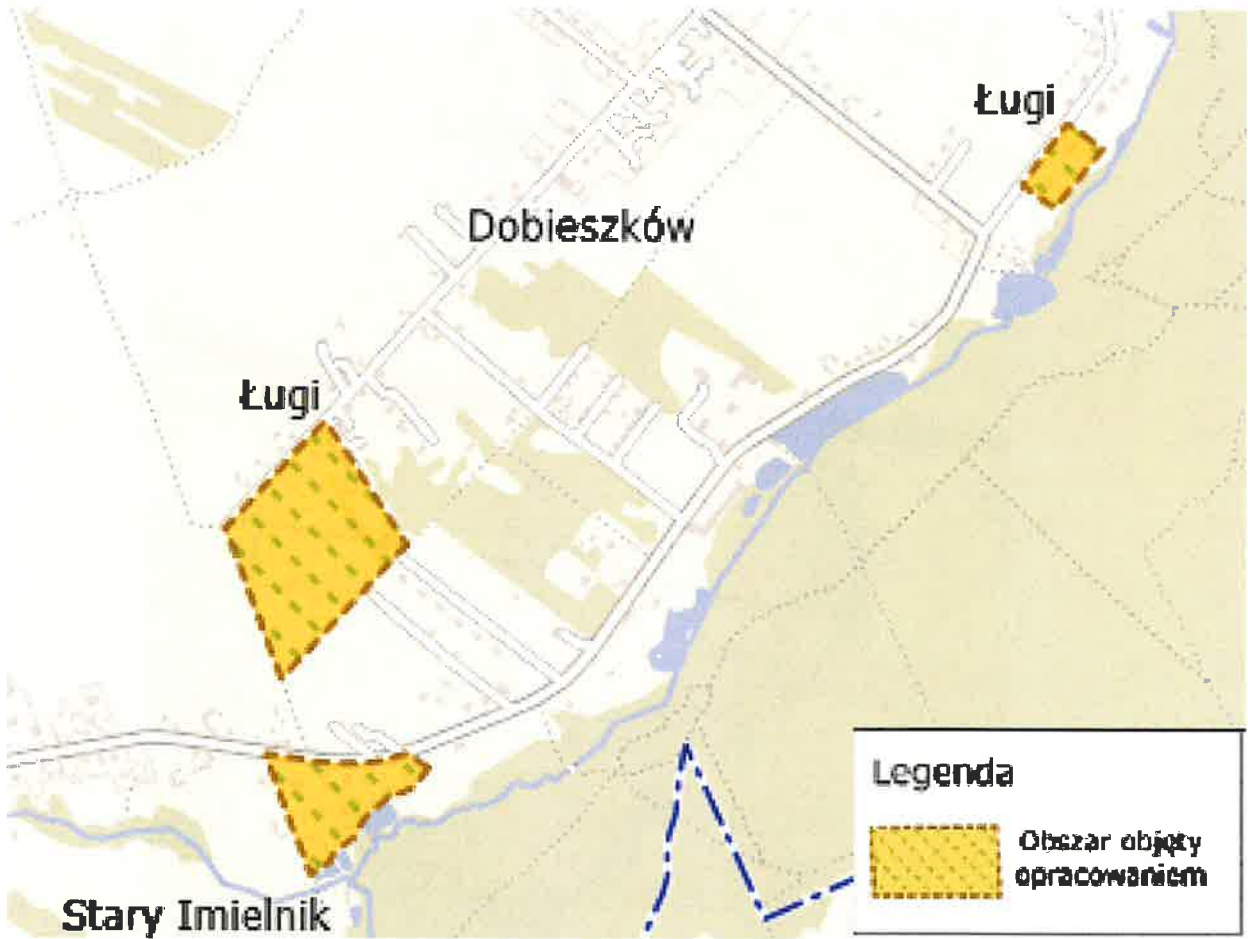 Ługi
Dobieszków
Ługi
Legenda
Obszar objęty
opracowaniem
Stary Imielnik